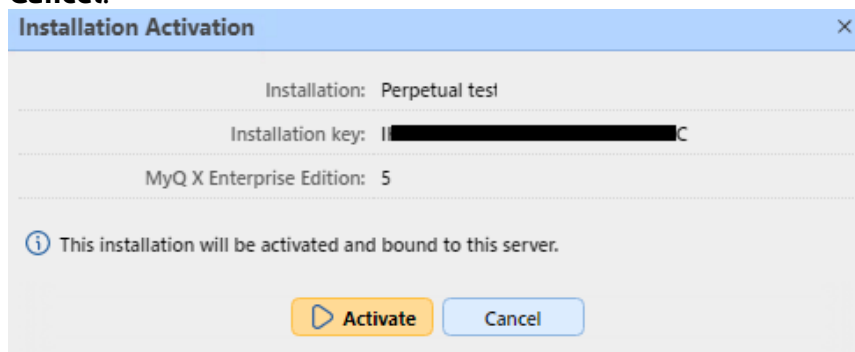 Cancel.
Installation Activation
Installation: Perpetual test
Installation key: C
MyQ X Enterprise Edition: 5
This installation will be activated and bound to this server.
Activate Cancel